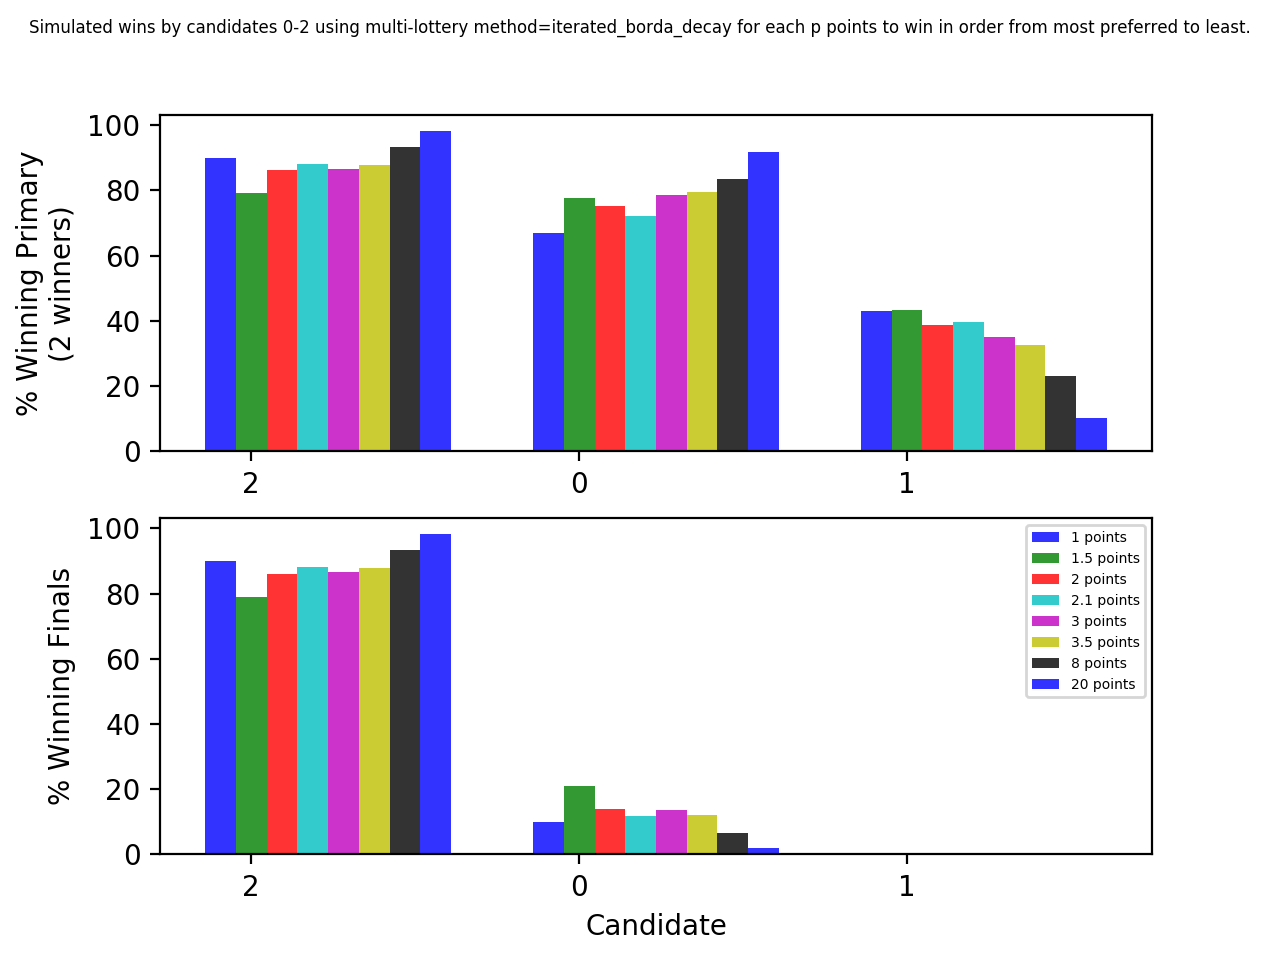 Simulated wins by candidates 0-2 using multi-lottery method=iterated_borda_decay for each p points to win in order from most preferred to least.
% Winning Primary
(2 winners)
100
80
60
40
20
0
2
0
1
% Winning Finals
100
80
60
40
20
0
1 points
1.5 points
2 points
2.1 points
3 points
3.5 points
8 points
20 points
2
0
1
Candidate